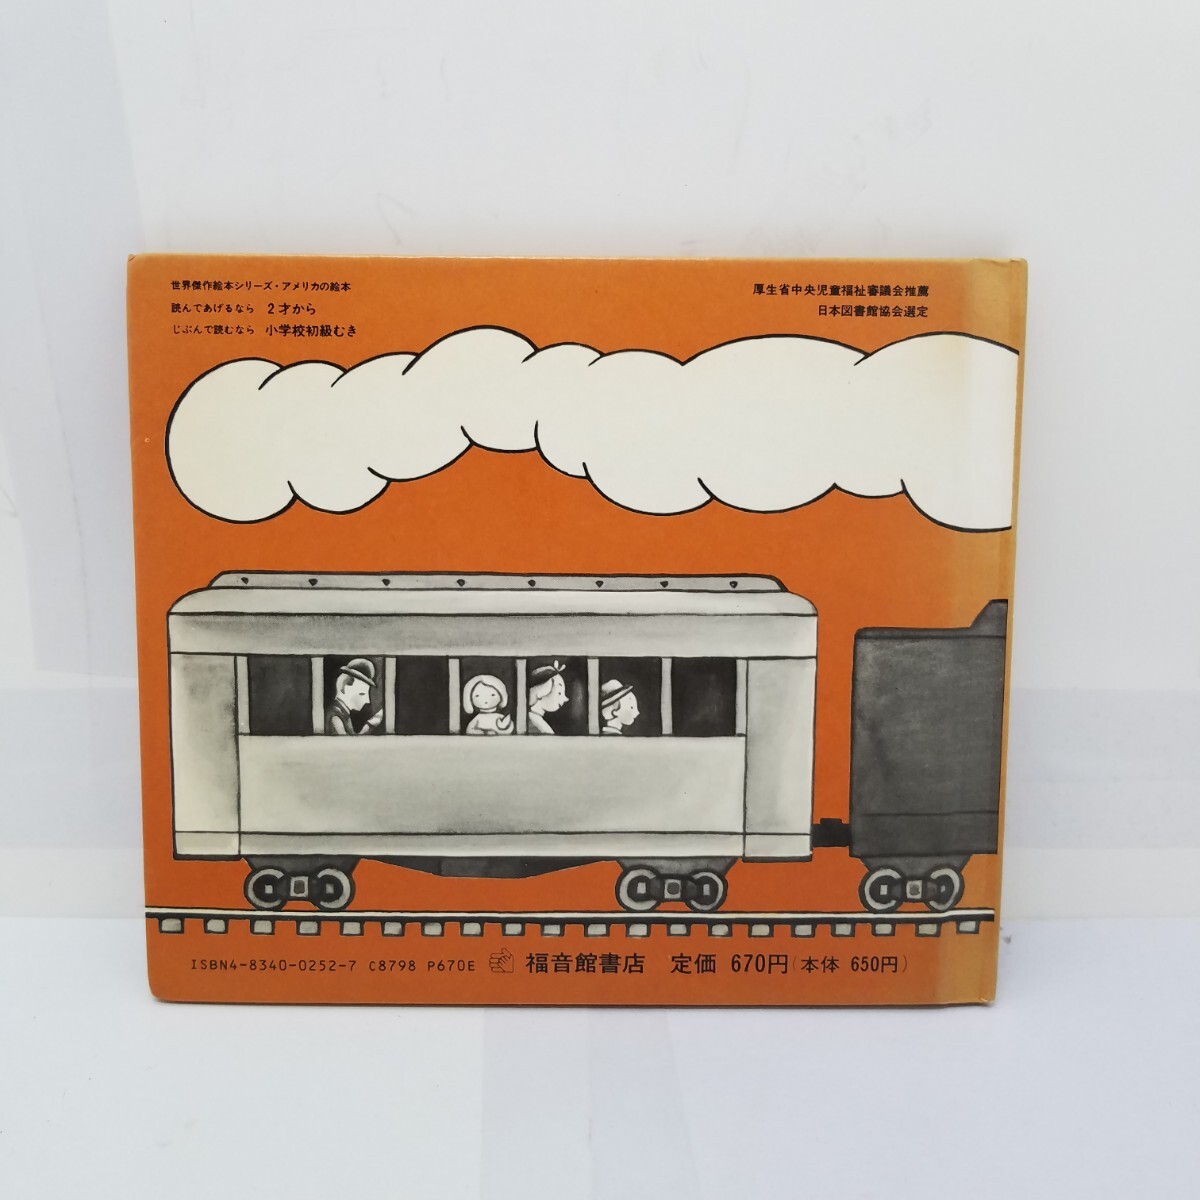 世界傑作絵本シリーズ・アメリカの絵本
読んであげるなら 2才から
じぶんで読むなら 小学校初級むき
厚生省中央児童福祉審議会推薦
日本図書館協会選定
ISBN4-8340-0252-7 C8798 P670E 福音館書店 定価 670円(本体 650円)